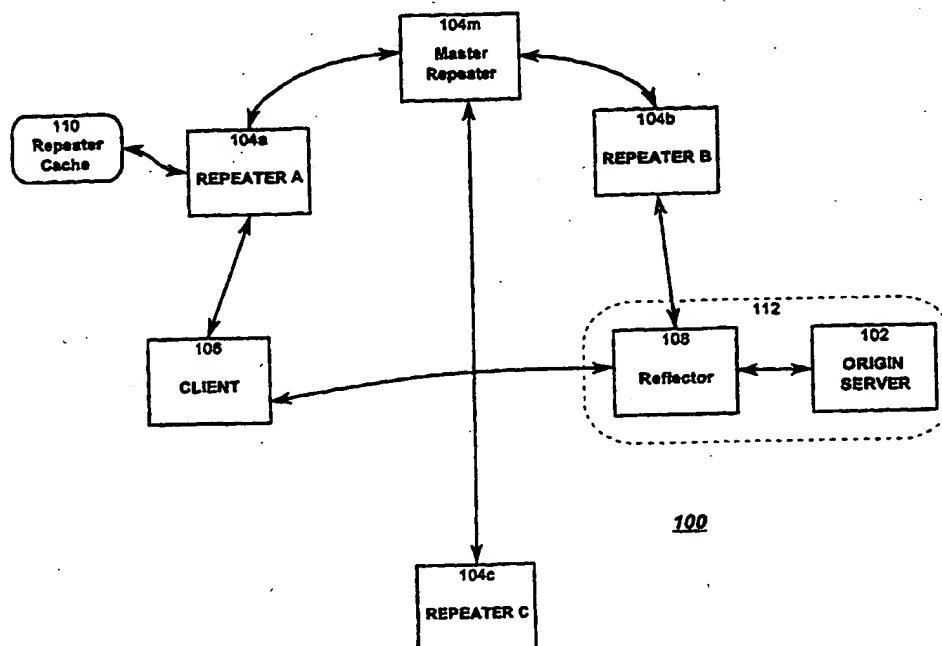 104m
Master
Repeater
110
Repeater
Cache
104a
REPEATER A
104b
REPEATER B
106
CLIENT
112
108
Reflector
102
ORIGIN
SERVER
100
104c
REPEATER C